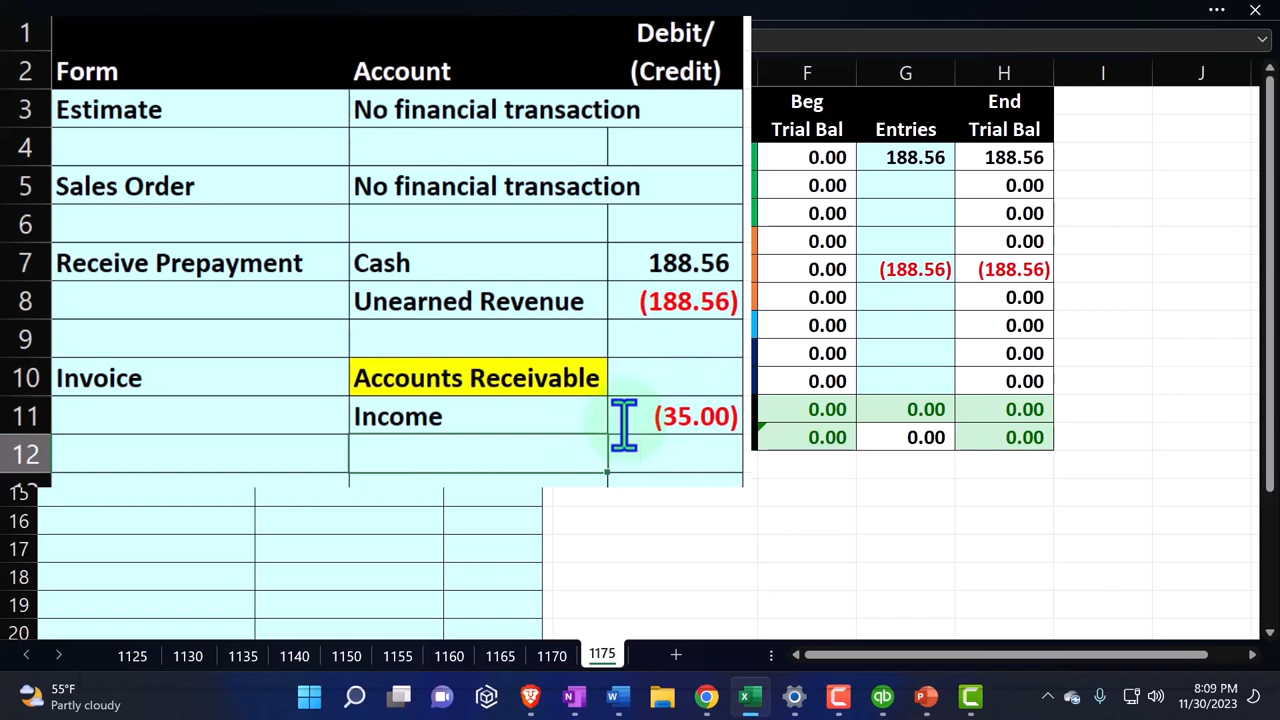 1 Debit/
2 Form Account (Credit)
3 Estimate No financial transaction
4
5 Sales Order No financial transaction
6
7 Receive Prepayment Cash 188.56
8 Unearned Revenue (188.56)
9
10 Invoice Accounts Receivable
11 Income (35.00)
12
15
16
17
18
19
20
F G H I J
Beg End
Trial Bal Entries Trial Bal
0.00 188.56 188.56
0.00 0.00
0.00 0.00
0.00 0.00
0.00 (188.56) (188.56)
0.00 0.00
0.00 0.00
0.00 0.00
0.00 0.00
0.00 0.00 0.00
0.00 0.00 0.00
1125 1130 1135 1140 1150 1155 1160 1165 1170 1175
55°F
Partly cloudy
8:09 PM
11/30/2023